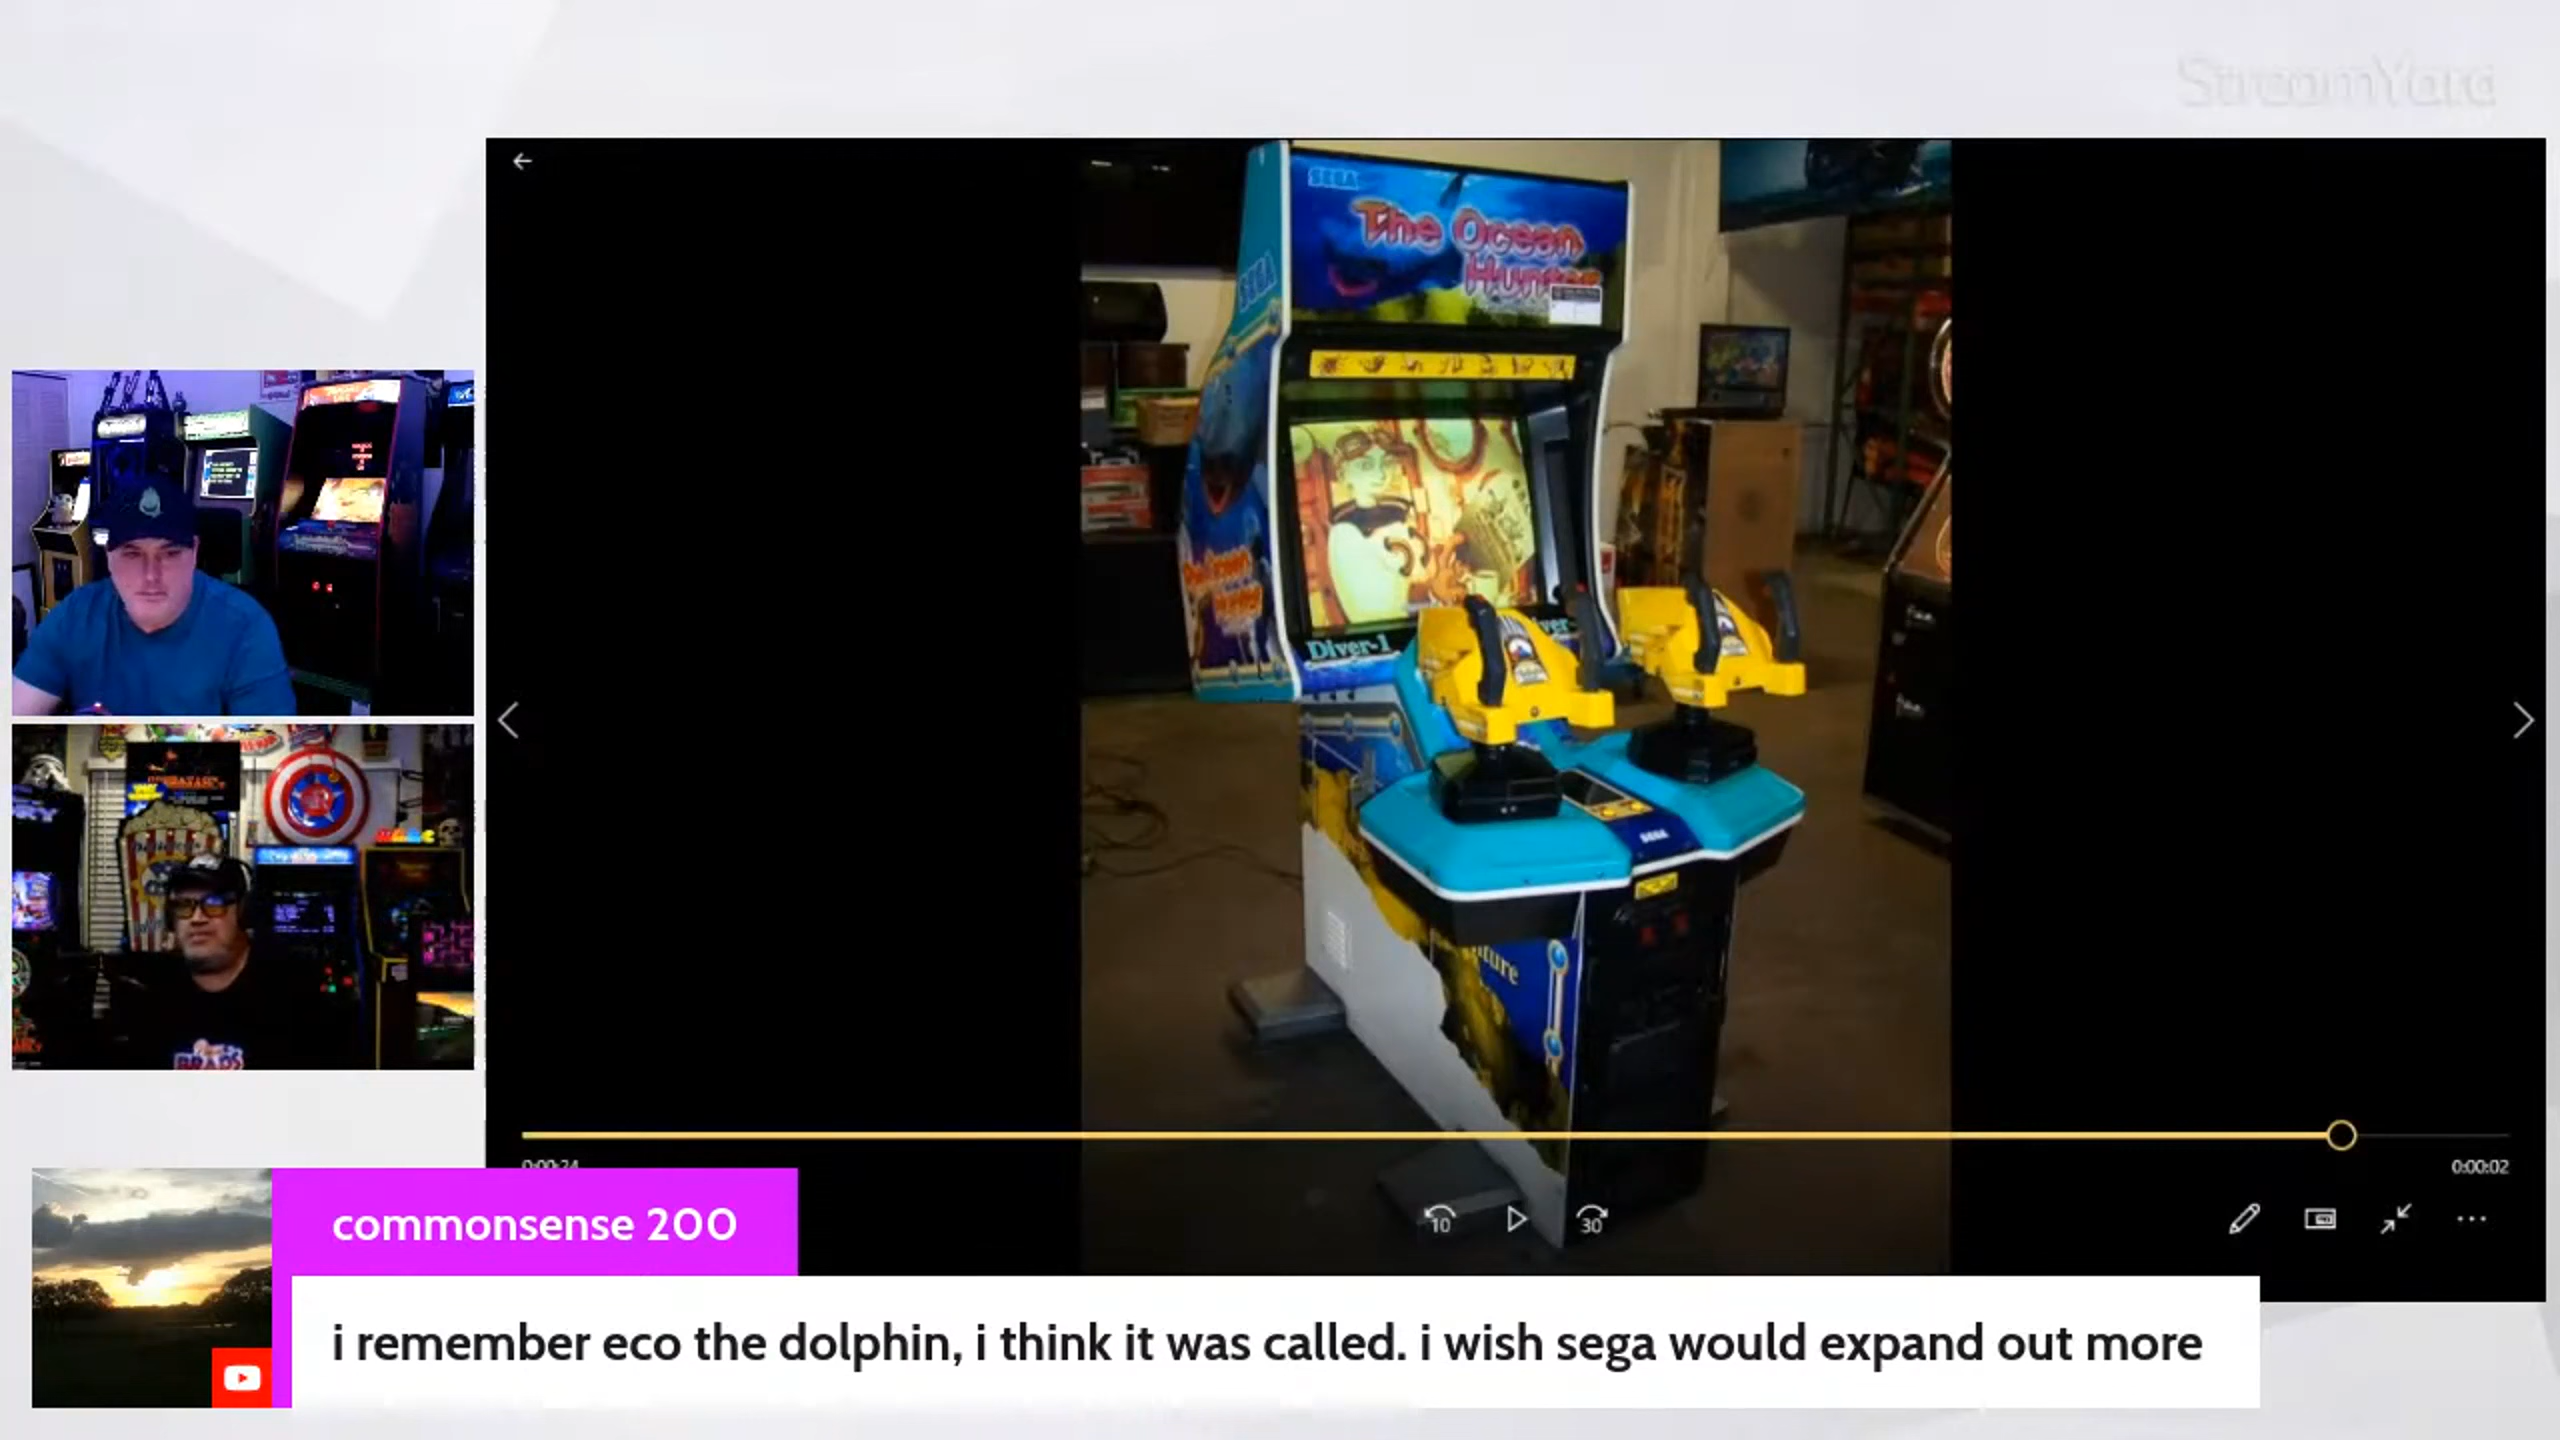 StreamYard
SEGA
The Ocean
Hunter
SEGA
Diver-1
SEGA
0:00:24
0:00:02
10
30
commonsense 200
i remember eco the dolphin, i think it was called. i wish sega would expand out more